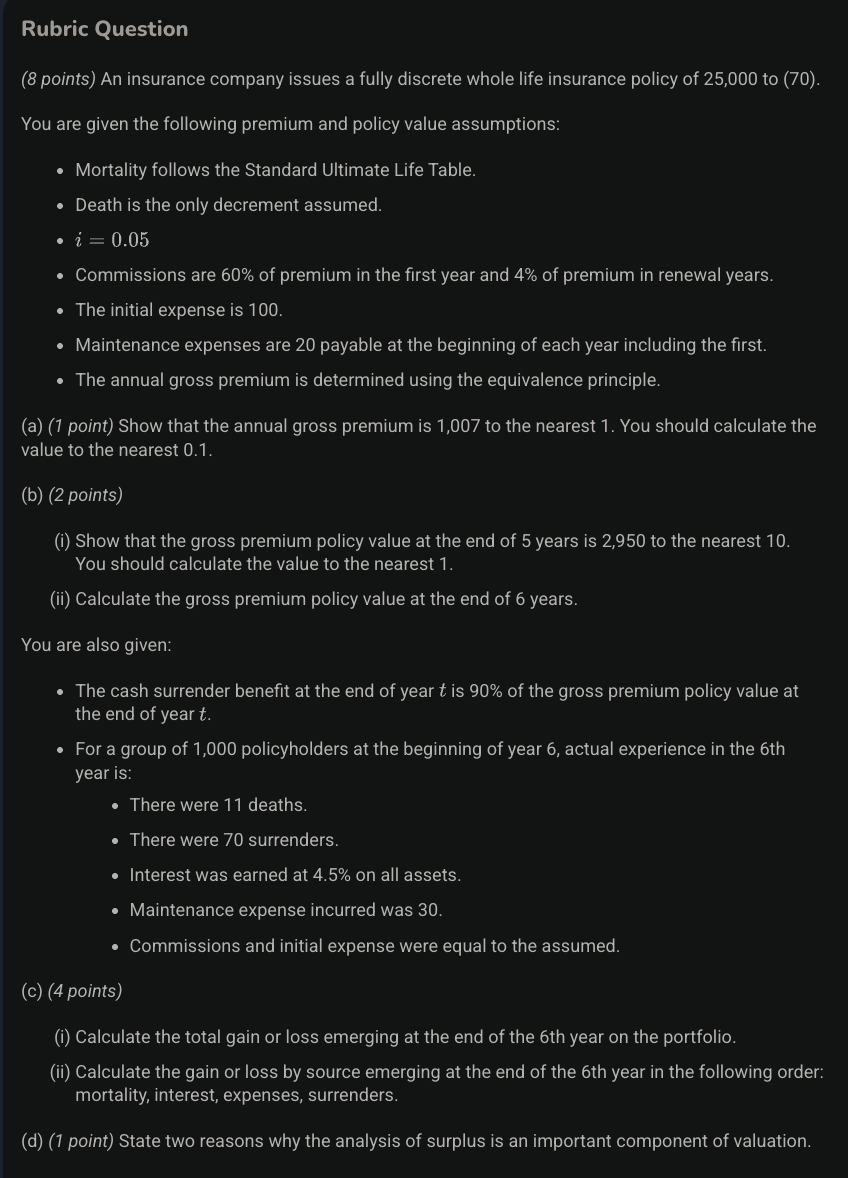 Rubric Question
(8 points) An insurance company issues a fully discrete whole life insurance policy of 25,000 to (70).
You are given the following premium and policy value assumptions:
• Mortality follows the Standard Ultimate Life Table.
• Death is the only decrement assumed.
• i = 0.05
• Commissions are 60% of premium in the first year and 4% of premium in renewal years.
• The initial expense is 100.
• Maintenance expenses are 20 payable at the beginning of each year including the first.
• The annual gross premium is determined using the equivalence principle.
(a) (1 point) Show that the annual gross premium is 1,007 to the nearest 1. You should calculate the
value to the nearest 0.1.
(b) (2 points)
(i) Show that the gross premium policy value at the end of 5 years is 2,950 to the nearest 10.
You should calculate the value to the nearest 1.
(ii) Calculate the gross premium policy value at the end of 6 years.
You are also given:
• The cash surrender benefit at the end of year t is 90% of the gross premium policy value at
the end of year t.
• For a group of 1,000 policyholders at the beginning of year 6, actual experience in the 6th
year is:
• There were 11 deaths.
• There were 70 surrenders.
• Interest was earned at 4.5% on all assets.
• Maintenance expense incurred was 30.
• Commissions and initial expense were equal to the assumed.
(c) (4 points)
(i) Calculate the total gain or loss emerging at the end of the 6th year on the portfolio.
(ii) Calculate the gain or loss by source emerging at the end of the 6th year in the following order:
mortality, interest, expenses, surrenders.
(d) (1 point) State two reasons why the analysis of surplus is an important component of valuation.